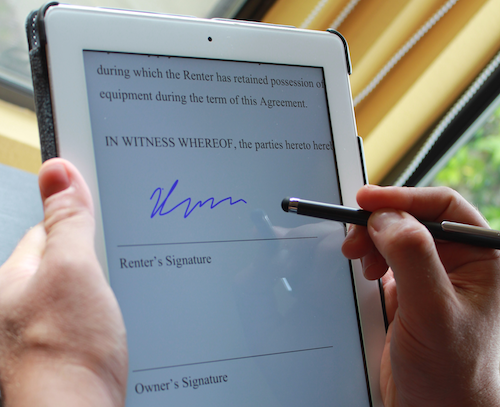 during which the Renter has retained possession of
equipment during the term of this Agreement.
IN WITNESS WHEREOF, the parties hereto
Renter's Signature
Owner's Signature